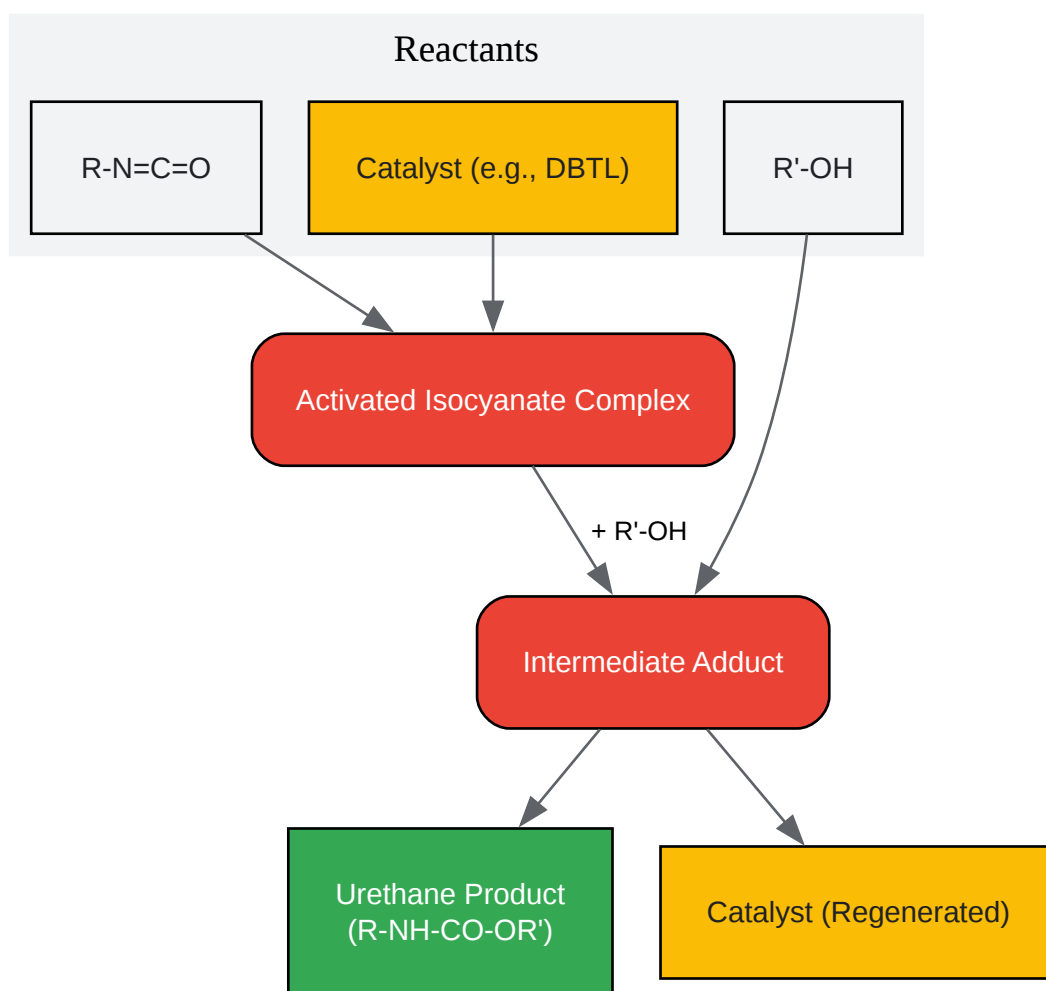 Reactants
R-N=C=O
Catalyst (e.g., DBTL)
R'-OH
Activated Isocyanate Complex
+ R'-OH
Intermediate Adduct
Urethane Product
(R-NH-CO-OR')
Catalyst (Regenerated)